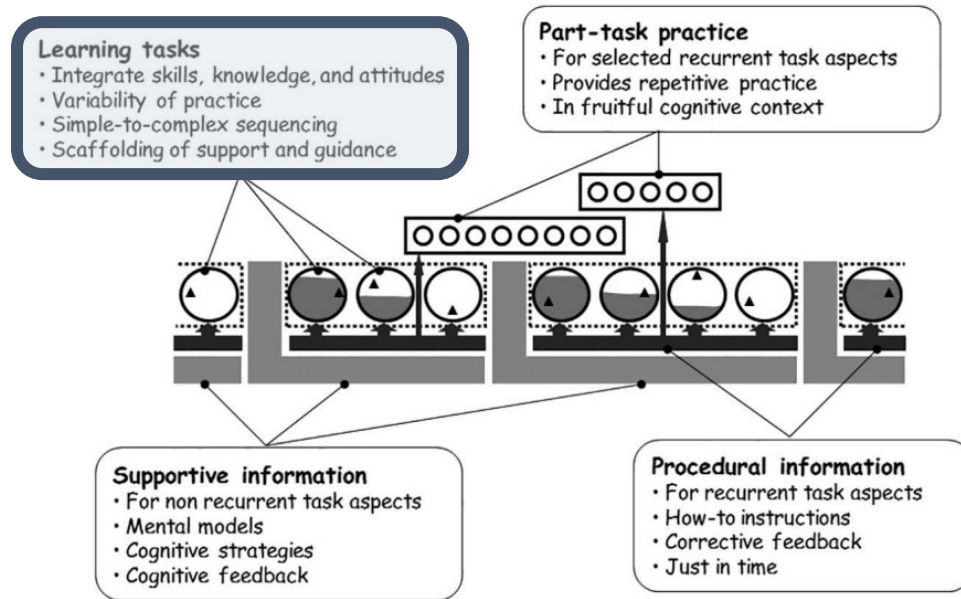 Learning tasks
• Integrate skills, knowledge, and attitudes
• Variability of practice
• Simple-to-complex sequencing
• Scaffolding of support and guidance
Part-task practice
• For selected recurrent task aspects
• Provides repetitive practice
• In fruitful cognitive context
Supportive information
• For non recurrent task aspects
• Mental models
• Cognitive strategies
• Cognitive feedback
Procedural information
• For recurrent task aspects
• How-to instructions
• Corrective feedback
• Just in time